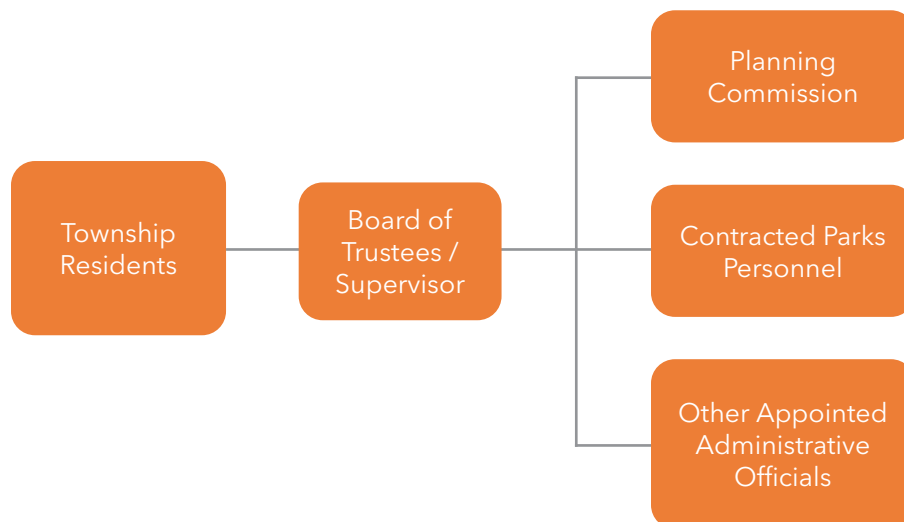 Township
Residents
Board of
Trustees /
Supervisor
Planning
Commission
Contracted Parks
Personnel
Other Appointed
Administrative
Officials